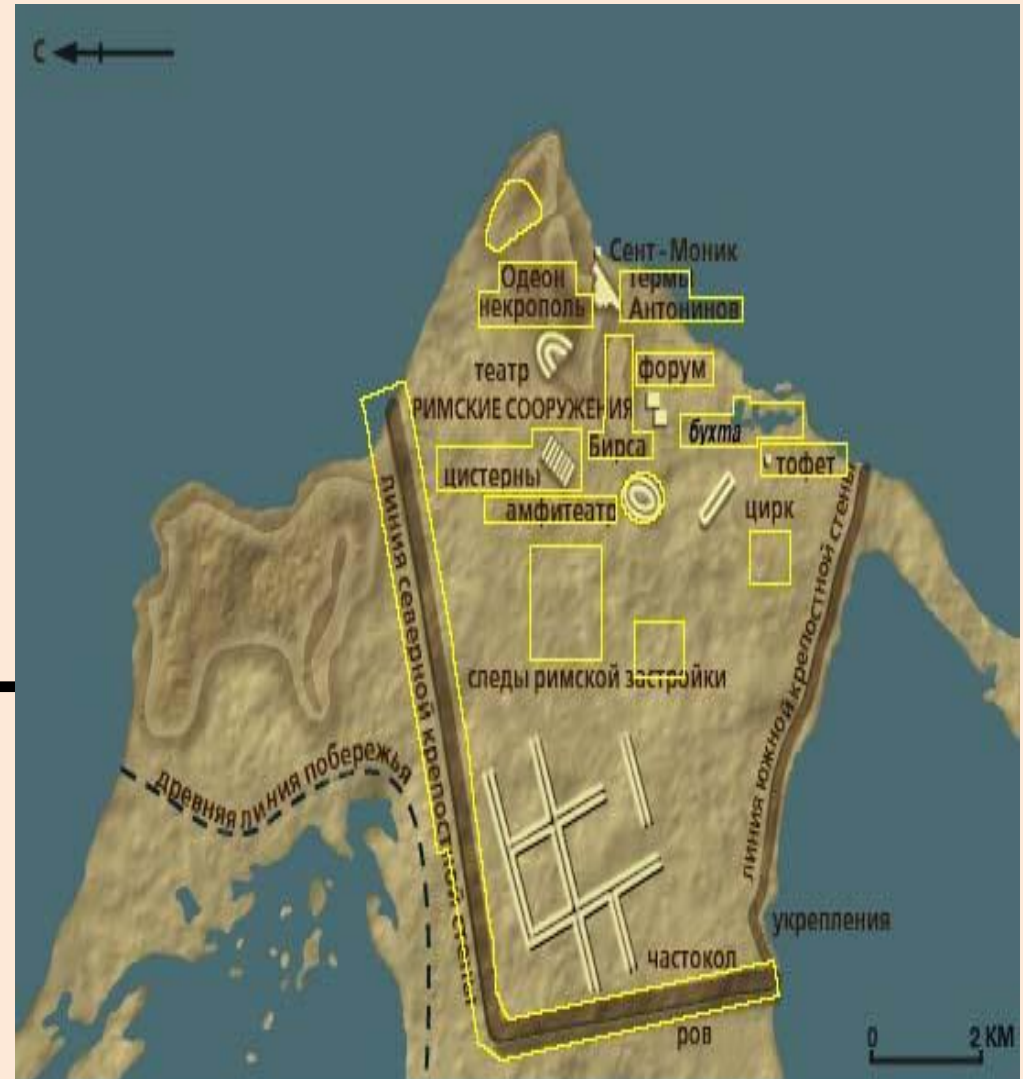 С
Сент - Моник
Одеон
некрополь
Термы
Антонинов
театр
форум
РИМСКИЕ СООРУЖЕНИЯ
бухта
Бирса
цистерны
тофет
амфитеатр
цирк
линия северной крепостной стены
линия южной крепостной стены
следы римской застройки
древняя линия побережья
укрепления
частокол
ров
0 2 КМ